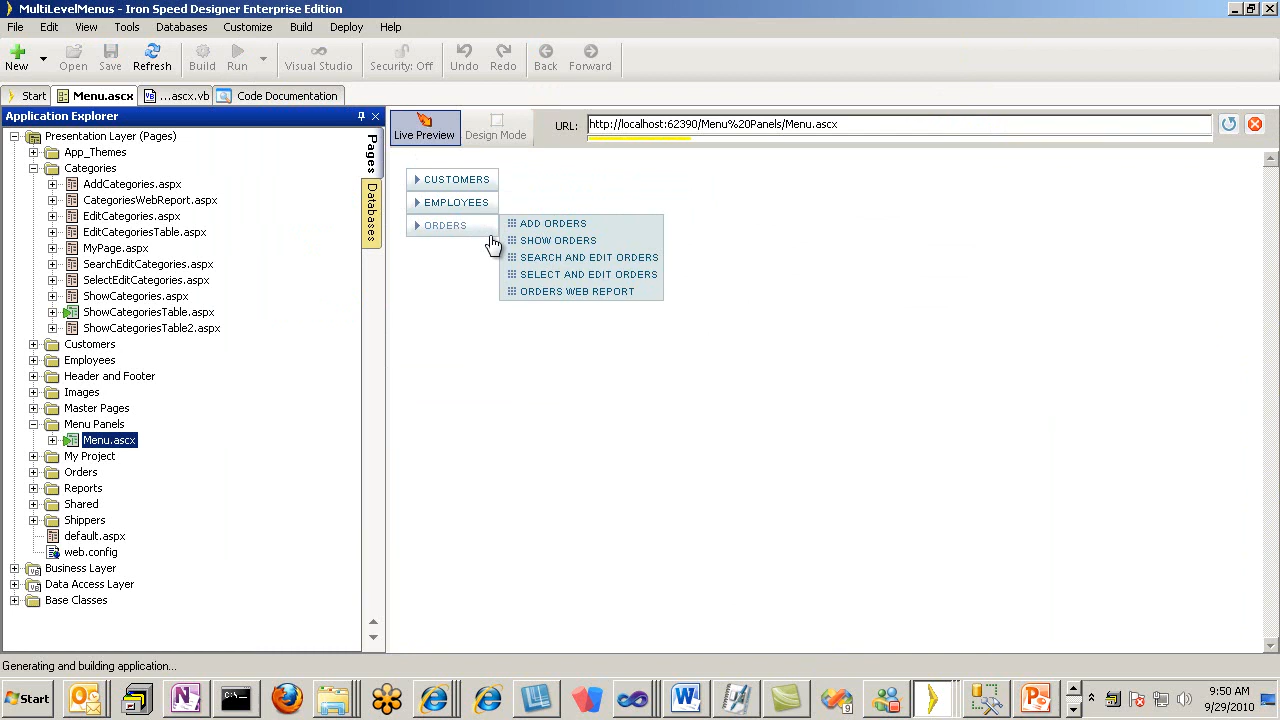 MultiLevelMenus - Iron Speed Designer Enterprise Edition
File Edit View Tools Databases Customize Build Deploy Help
New Open Save Refresh Build Run Visual Studio Security: Off Undo Redo Back Forward
Start Menu.ascx ...ascx.vb Code Documentation
Application Explorer
Presentation Layer (Pages)
App_Themes
Categories
AddCategories.aspx
CategoriesWebReport.aspx
EditCategories.aspx
EditCategoriesTable.aspx
MyPage.aspx
SearchEditCategories.aspx
SelectEditCategories.aspx
ShowCategories.aspx
ShowCategoriesTable.aspx
ShowCategoriesTable2.aspx
Customers
Employees
Header and Footer
Images
Master Pages
Menu Panels
Menu.ascx
My Project
Orders
Reports
Shared
Shippers
default.aspx
web.config
Business Layer
Data Access Layer
Base Classes
Pages
Databases
Live Preview Design Mode URL: http://localhost:62390/Menu%20Panels/Menu.ascx
CUSTOMERS
EMPLOYEES
ORDERS
ADD ORDERS
SHOW ORDERS
SEARCH AND EDIT ORDERS
SELECT AND EDIT ORDERS
ORDERS WEB REPORT
Generating and building application...
Start
9:50 AM
9/29/2010